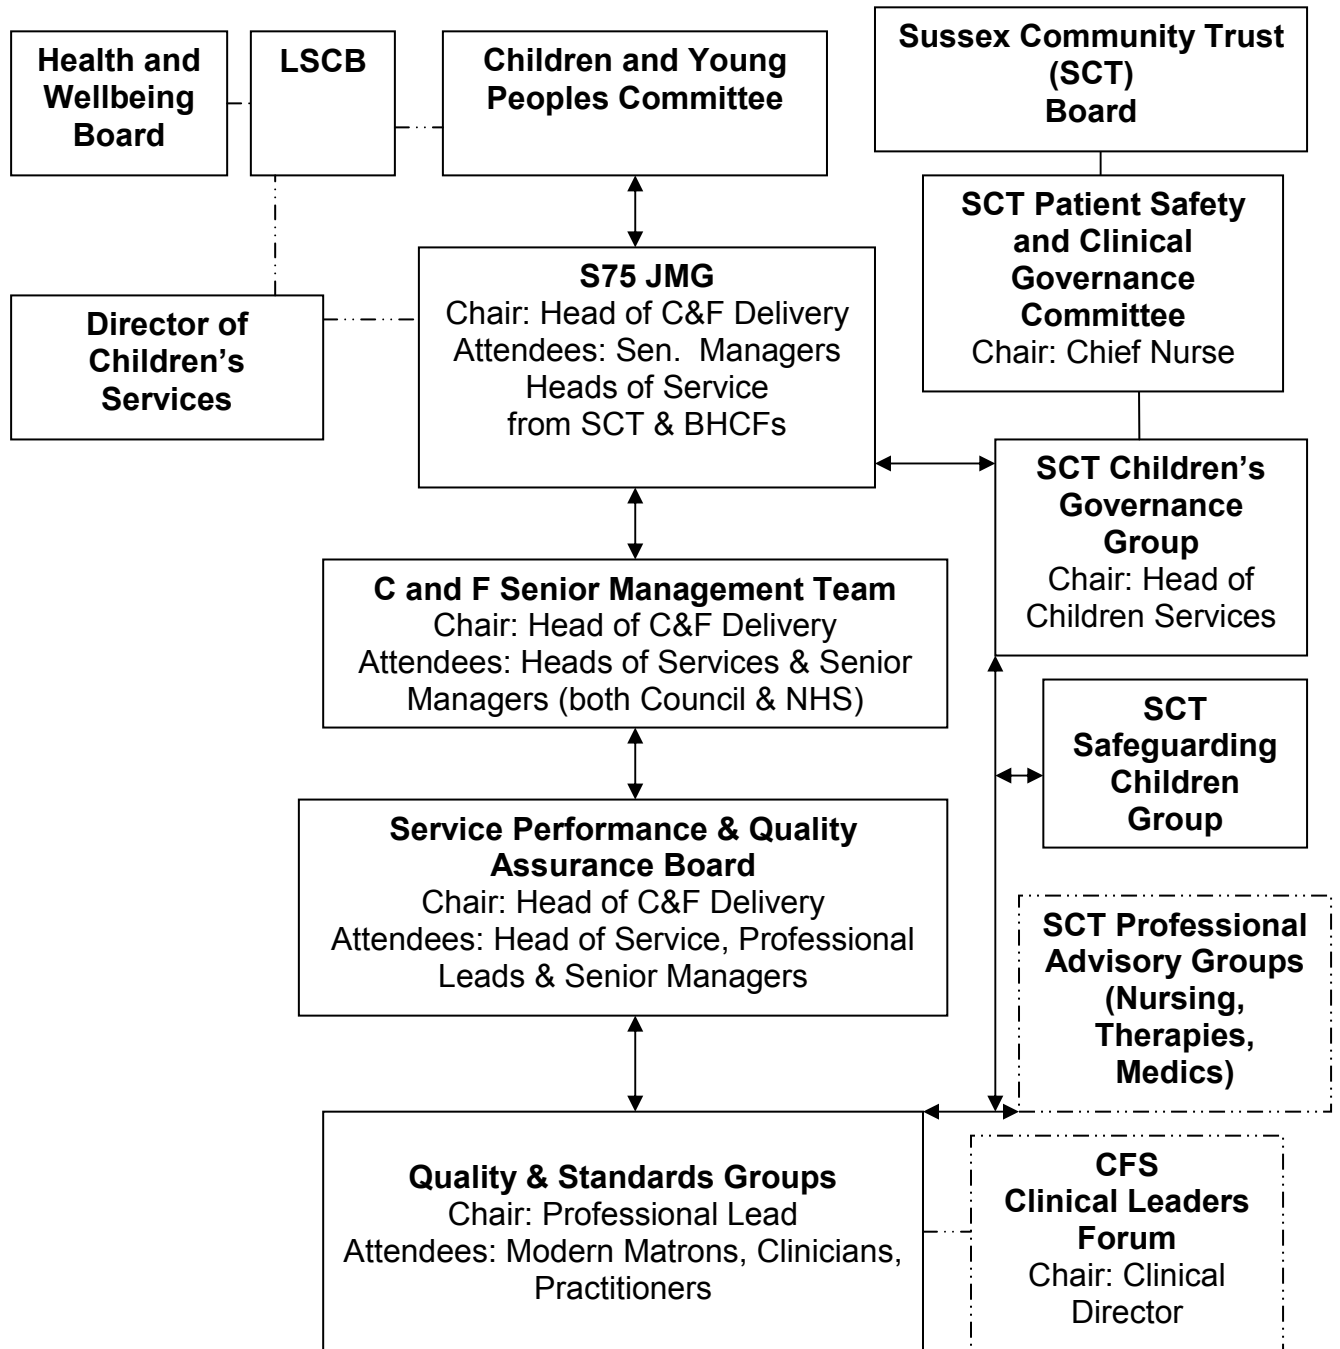 Health and
Wellbeing
Board
LSCB
Children and Young
Peoples Committee
Sussex Community Trust
(SCT)
Board
SCT Patient Safety
and Clinical
Governance
Committee
Chair: Chief Nurse
S75 JMG
Chair: Head of C&F Delivery
Attendees: Sen.  Managers
Heads of Service
from SCT & BHCFs
Director of
Children’s
Services
SCT Children’s
Governance
Group
Chair: Head of
Children Services
C and F Senior Management Team
Chair: Head of C&F Delivery
Attendees: Heads of Services & Senior
Managers (both Council & NHS)
SCT
Safeguarding
Children
Group
Service Performance & Quality
Assurance Board
Chair: Head of C&F Delivery
Attendees: Head of Service, Professional
Leads & Senior Managers
SCT Professional
Advisory Groups
(Nursing,
Therapies,
Medics)
Quality & Standards Groups
Chair: Professional Lead
Attendees: Modern Matrons, Clinicians,
Practitioners
CFS
Clinical Leaders
Forum
Chair: Clinical
Director